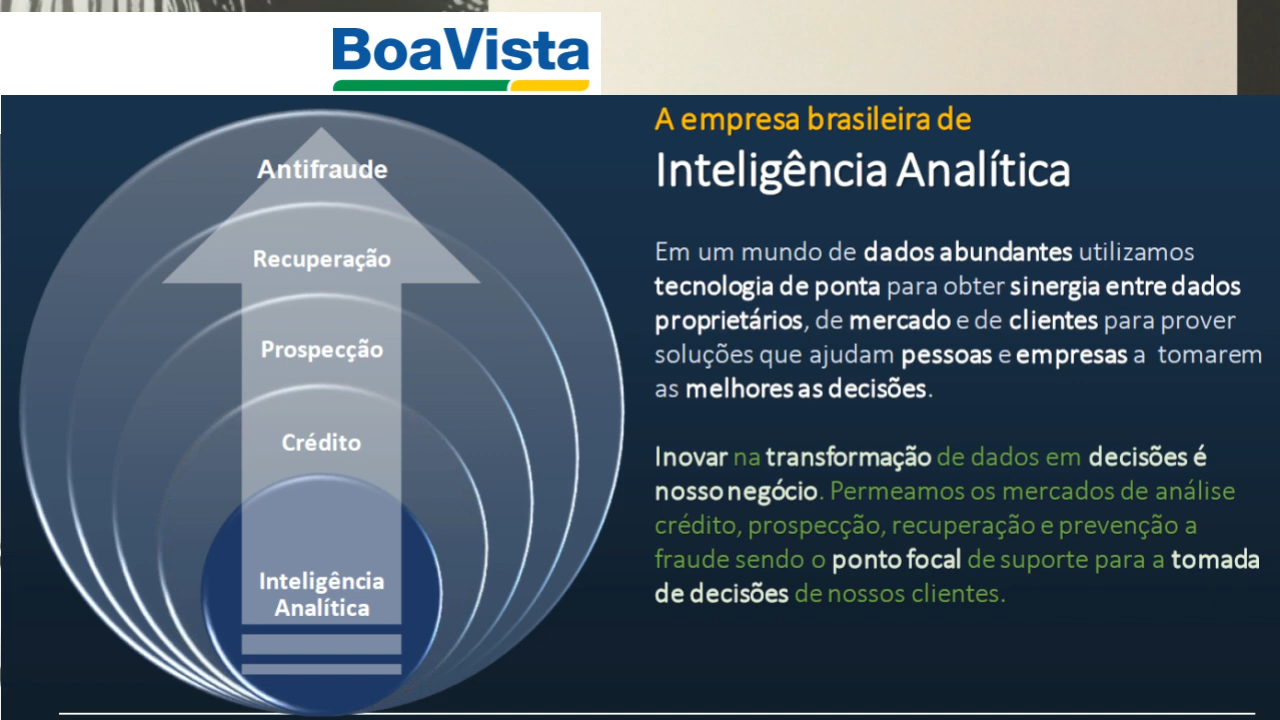 BoaVista
Antifraude
Recuperação
Prospecção
Crédito
Inteligência
Analítica
A empresa brasileira de
Inteligência Analítica
Em um mundo de dados abundantes utilizamos
tecnologia de ponta para obter sinergia entre dados
proprietários, de mercado e de clientes para prover
soluções que ajudam pessoas e empresas a tomarem
as melhores as decisões.
Inovar na transformação de dados em decisões é
nosso negócio. Permeamos os mercados de análise
crédito, prospecção, recuperação e prevenção a
fraude sendo o ponto focal de suporte para a tomada
de decisões de nossos clientes.